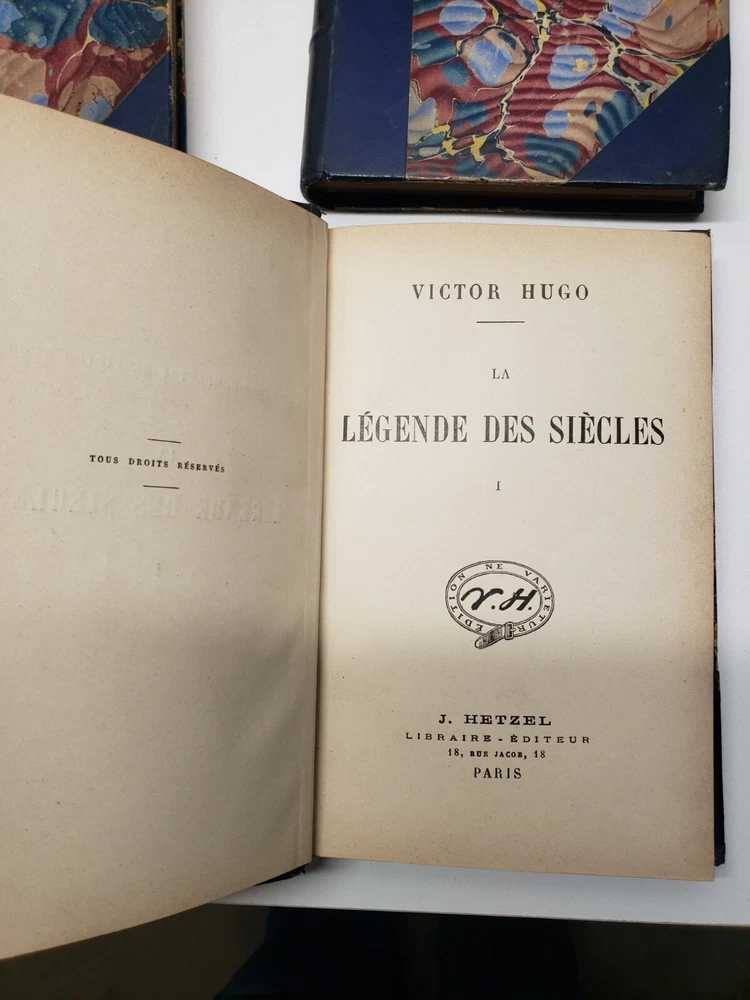 TOUS DROITS RÉSERVÉS
VICTOR HUGO
LA
LÉGENDE DES SIÈCLES
I
ÉDITION NE VARIETUR
V.H.
J. HETZEL
LIBRAIRE-ÉDITEUR
18, RUE JACOB, 18
PARIS